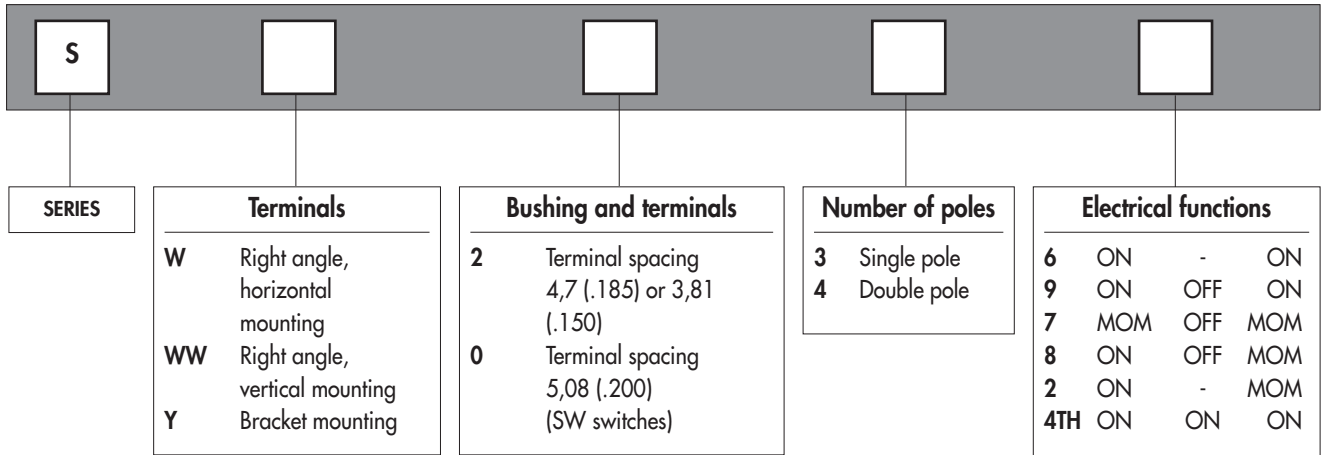 S
SERIES
Terminals
W Right angle,
horizontal
mounting
WW Right angle,
vertical mounting
Y Bracket mounting
Bushing and terminals
2 Terminal spacing
4,7 (.185) or 3,81
(.150)
0 Terminal spacing
5,08 (.200)
(SW switches)
Number of poles
3 Single pole
4 Double pole
Electrical functions
6 ON - ON
9 ON OFF ON
7 MOM OFF MOM
8 ON OFF MOM
2 ON - MOM
4TH ON ON ON